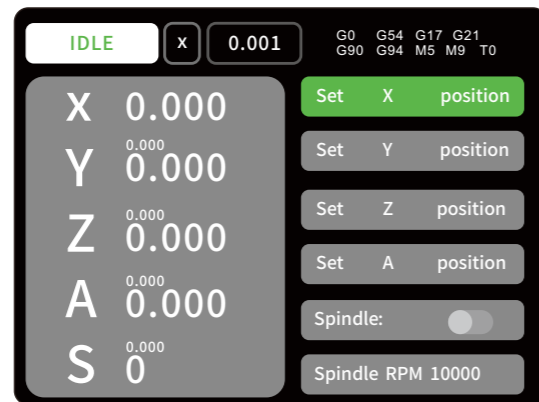 IDLE x 0.001 G0 G54 G17 G21
G90 G94 M5 M9 T0
X 0.000
0.000
Y 0.000
0.000
Z 0.000
0.000
A 0.000
0.000
S 0
Set X position
Set Y position
Set Z position
Set A position
Spindle:
Spindle RPM 10000